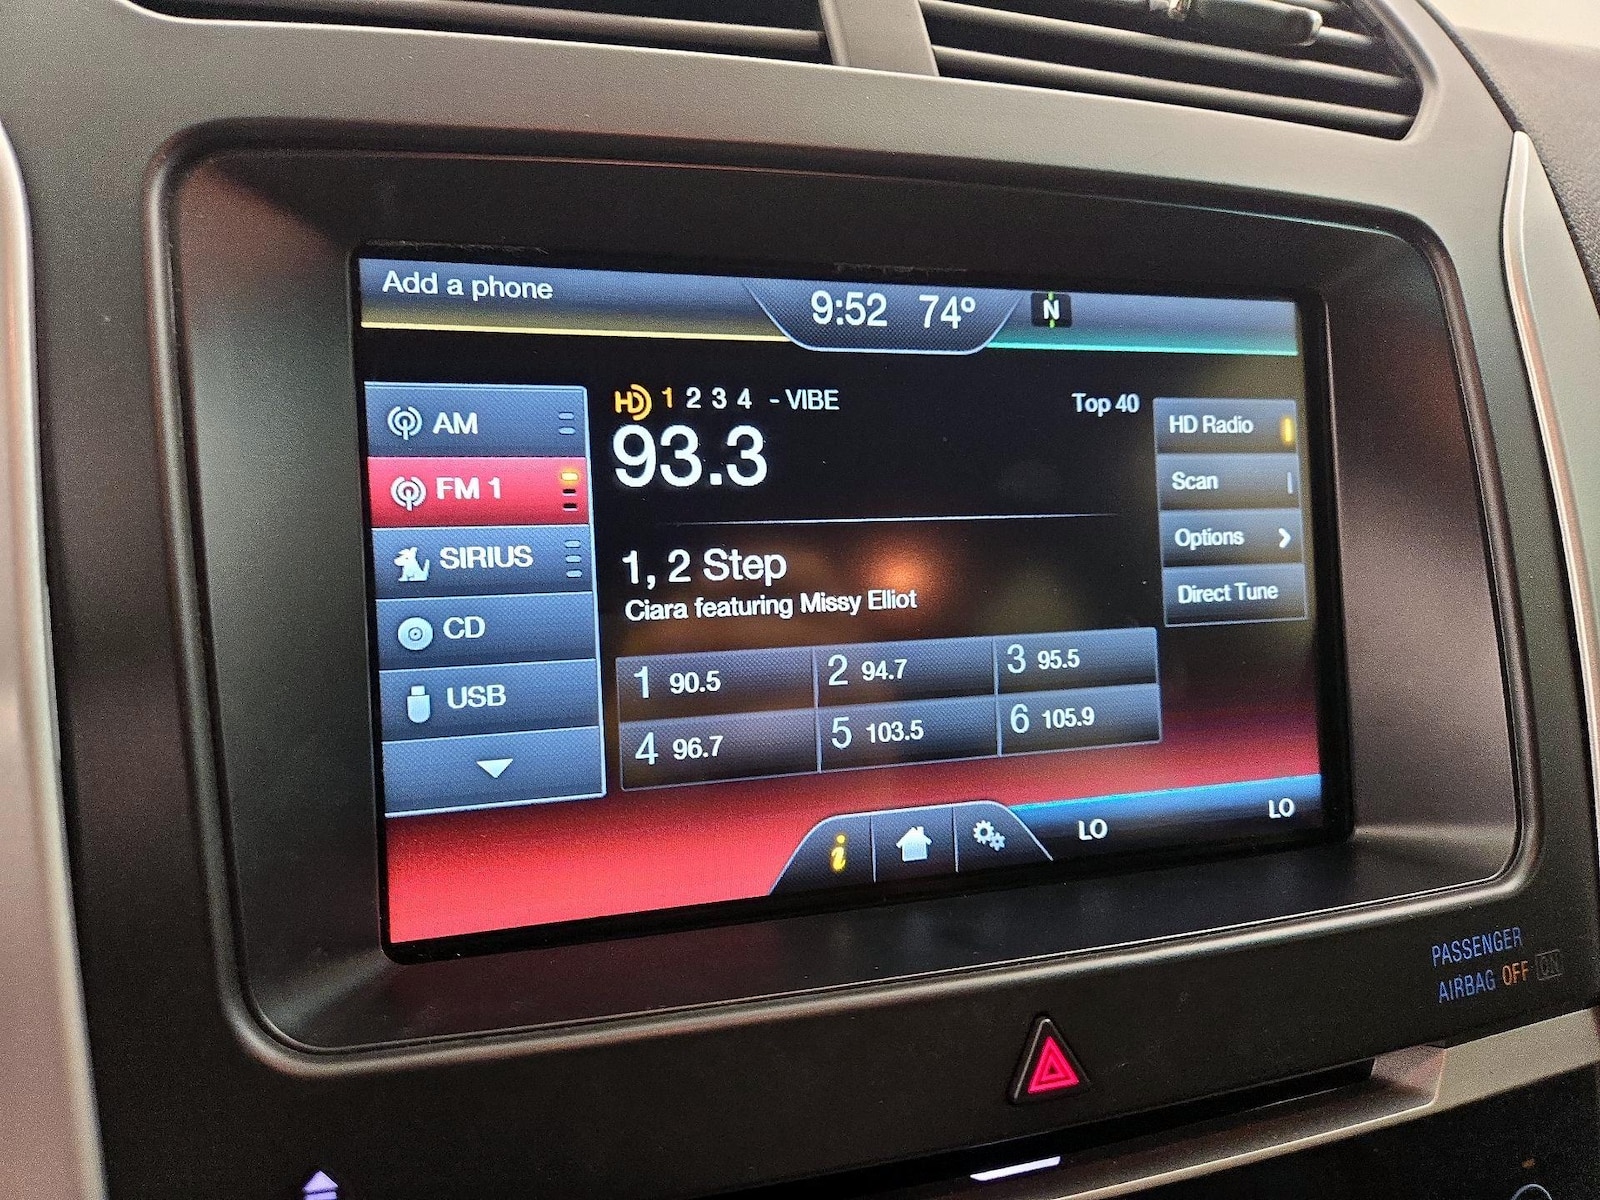 Add a phone
9:52 74°
N
AM
FM 1
SIRIUS
CD
USB
HD 1 2 3 4 - VIBE
Top 40
93.3
1, 2 Step
Ciara featuring Missy Elliot
1 90.5
2 94.7
3 95.5
4 96.7
5 103.5
6 105.9
HD Radio
Scan
Options
Direct Tune
i
LO
LO
PASSENGER
AIRBAG OFF ON